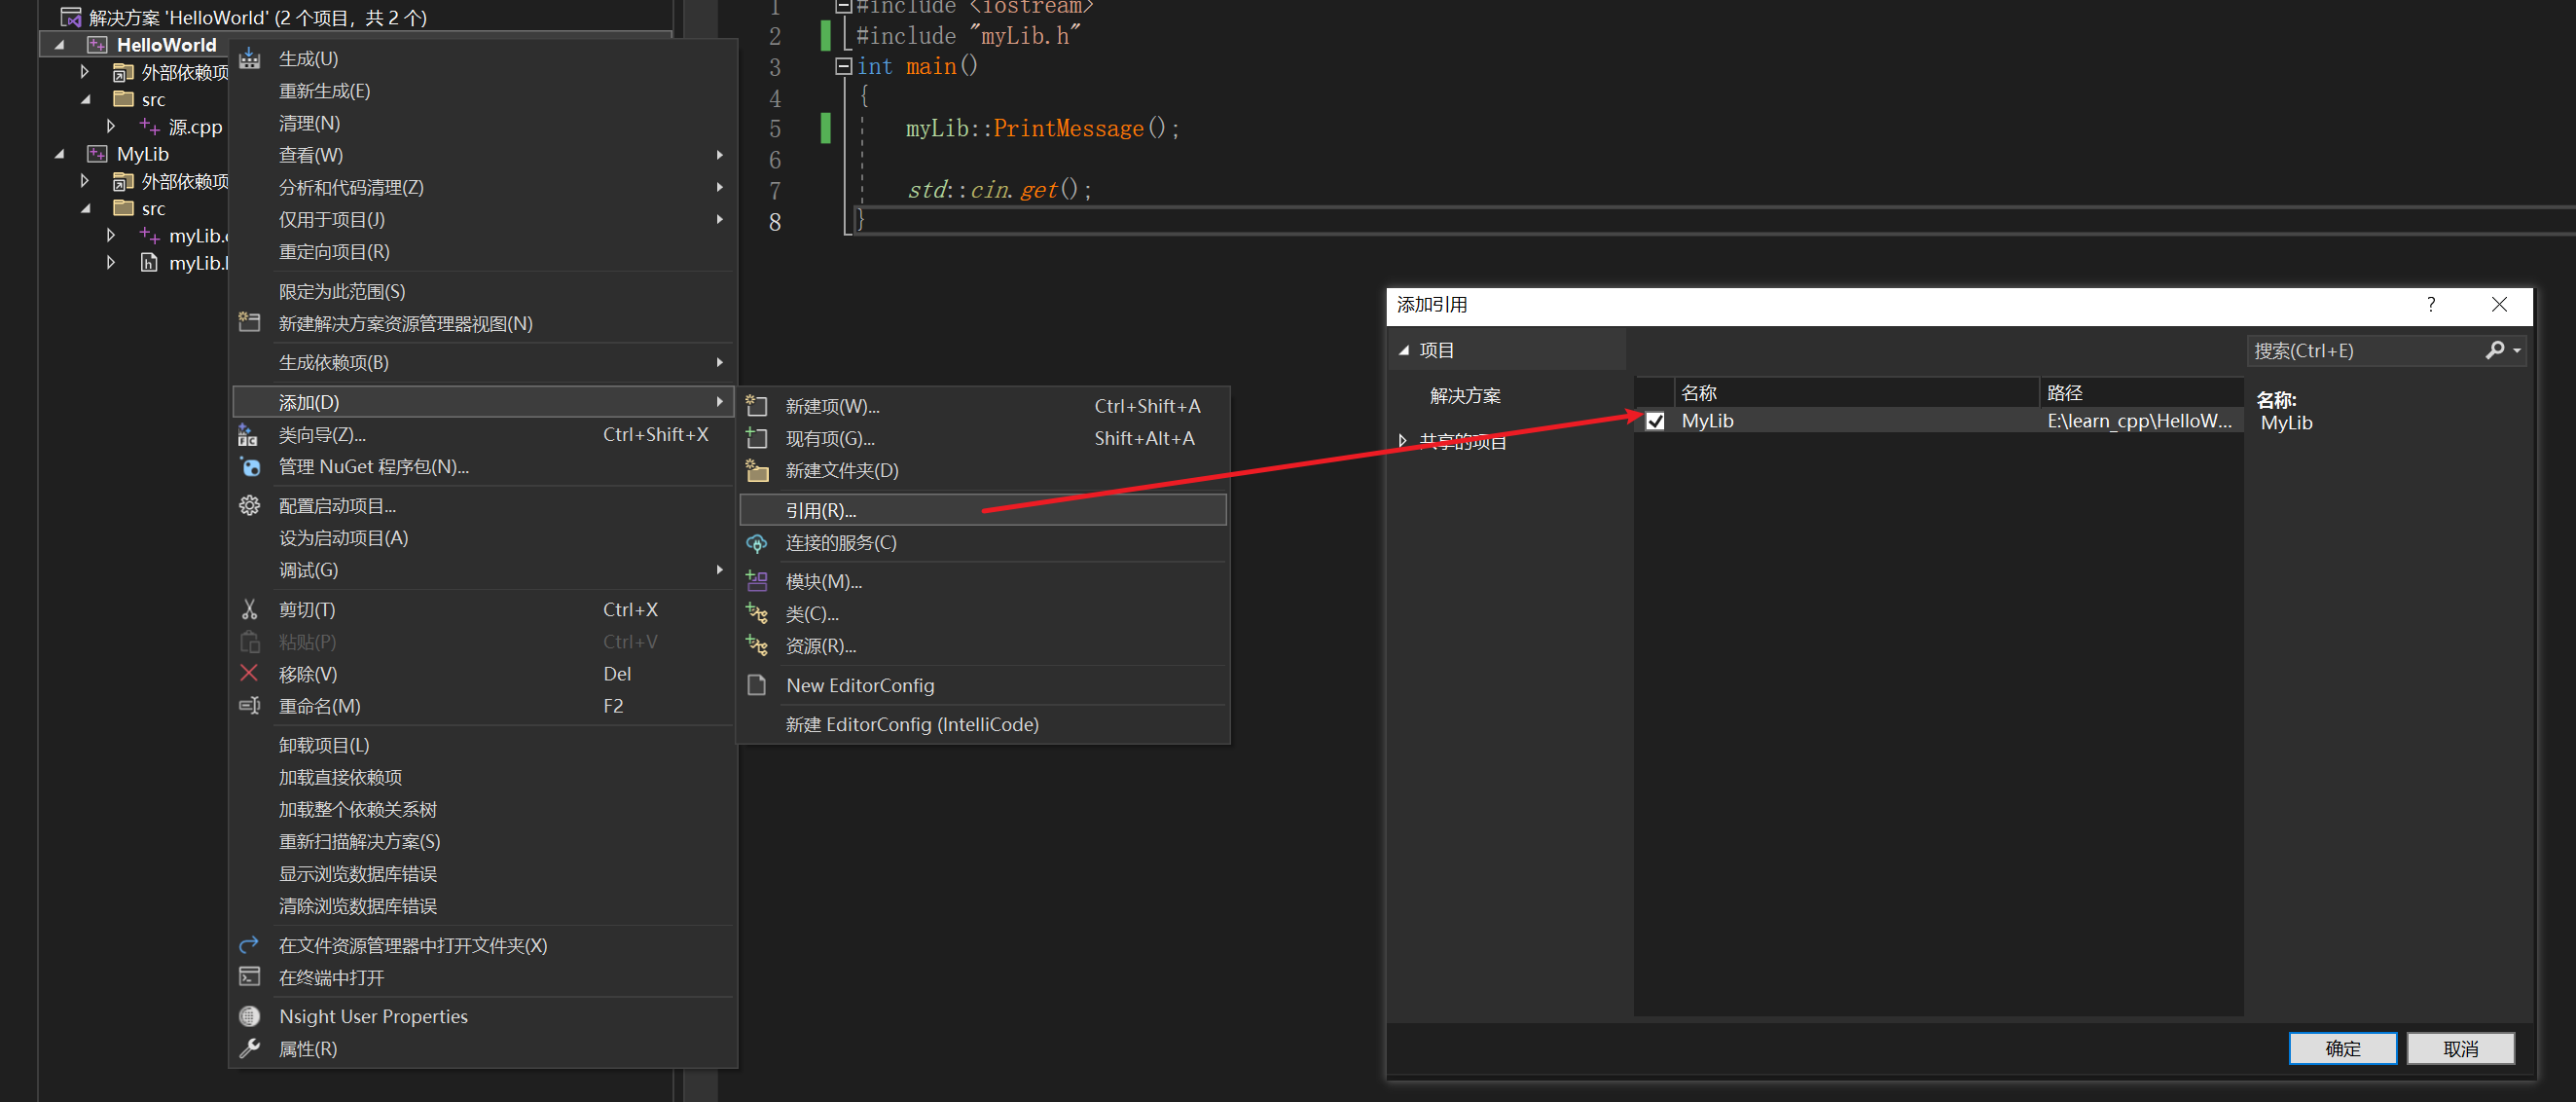 解决方案 'HelloWorld' (2 个项目，共 2 个)
HelloWorld
外部依赖项
src
源.cpp
MyLib
外部依赖项
src
myLib.
myLib.
生成(U)
重新生成(E)
清理(N)
查看(W)
分析和代码清理(Z)
仅用于项目(J)
重定向项目(R)
限定为此范围(S)
新建解决方案资源管理器视图(N)
生成依赖项(B)
添加(D)
类向导(Z)... Ctrl+Shift+X
管理 NuGet 程序包(N)...
配置启动项目...
设为启动项目(A)
调试(G)
剪切(T) Ctrl+X
粘贴(P) Ctrl+V
移除(V) Del
重命名(M) F2
卸载项目(L)
加载直接依赖项
加载整个依赖关系树
重新扫描解决方案(S)
显示浏览数据库错误
清除浏览数据库错误
在文件资源管理器中打开文件夹(X)
在终端中打开
Nsight User Properties
属性(R)
新建项(W)... Ctrl+Shift+A
现有项(G)... Shift+Alt+A
新建文件夹(D)
引用(R)...
连接的服务(C)
模块(M)...
类(C)...
资源(R)...
New EditorConfig
新建 EditorConfig (IntelliCode)
1 #include <iostream>
2 #include "myLib.h"
3 int main()
4 {
5 myLib::PrintMessage();
6
7 std::cin.get();
8 }
添加引用 ?
项目
解决方案
共享的项目
搜索(Ctrl+E)
名称 路径
MyLib E:\learn_cpp\HelloW...
名称:
MyLib
确定 取消